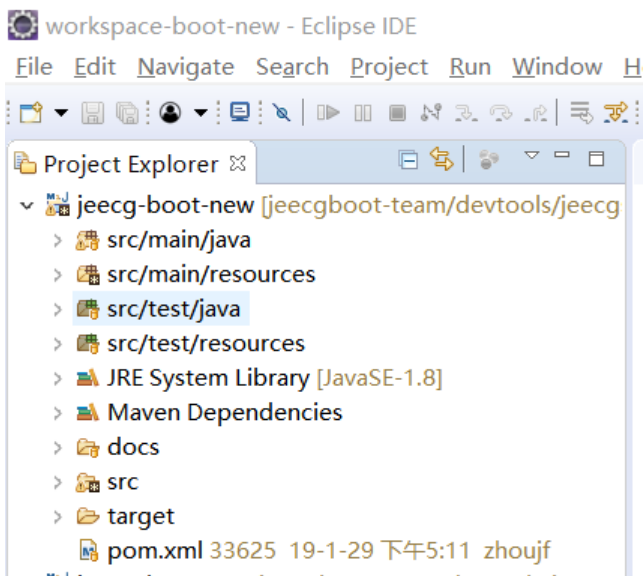 workspace-boot-new - Eclipse IDE
File Edit Navigate Search Project Run Window H
Project Explorer
jeecg-boot-new [jeecgboot-team/devtools/jeecg
src/main/java
src/main/resources
src/test/java
src/test/resources
JRE System Library [JavaSE-1.8]
Maven Dependencies
docs
src
target
pom.xml 33625 19-1-29 下午5:11 zhoujf